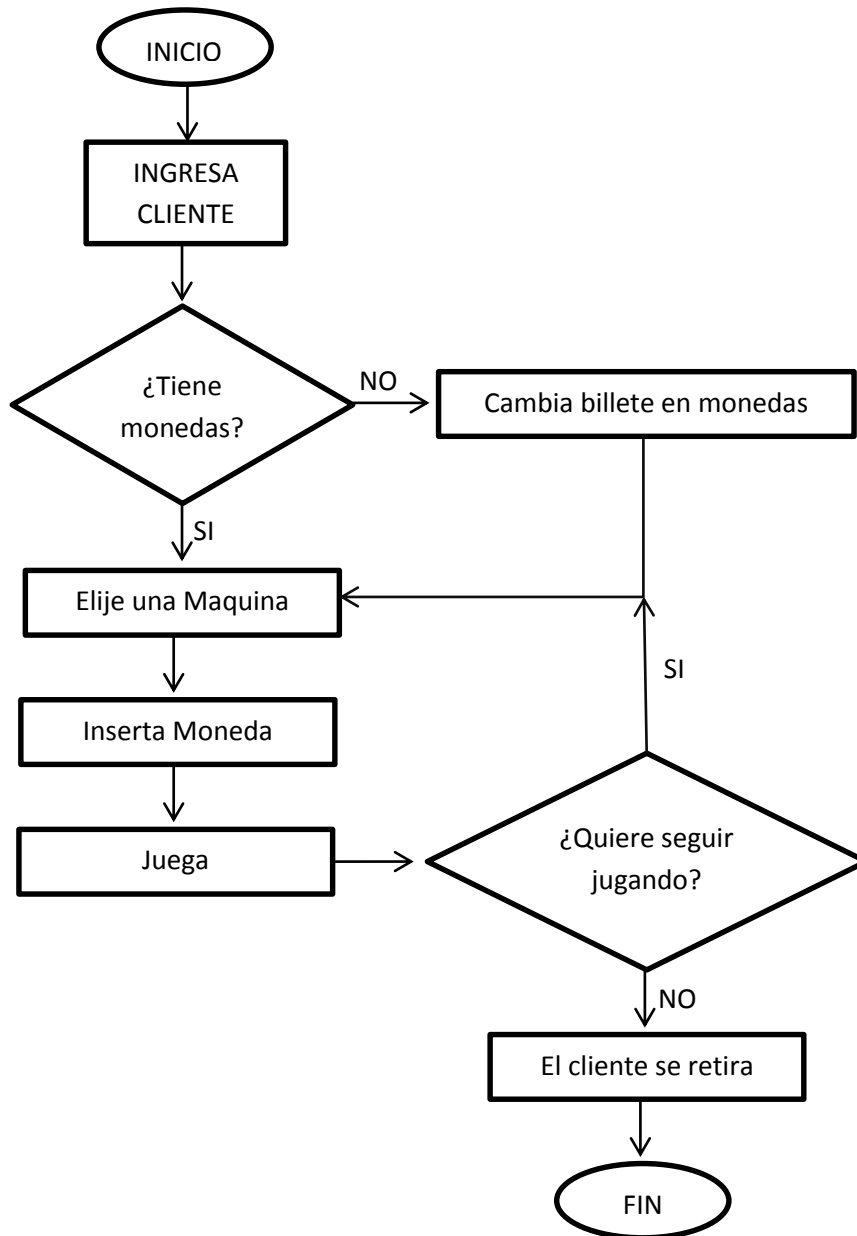 INICIO
INGRESA
CLIENTE
¿Tiene
monedas?
NO
Cambia billete en monedas
SI
Elije una Maquina
SI
Inserta Moneda
Juega
¿Quiere seguir
jugando?
NO
El cliente se retira
FIN